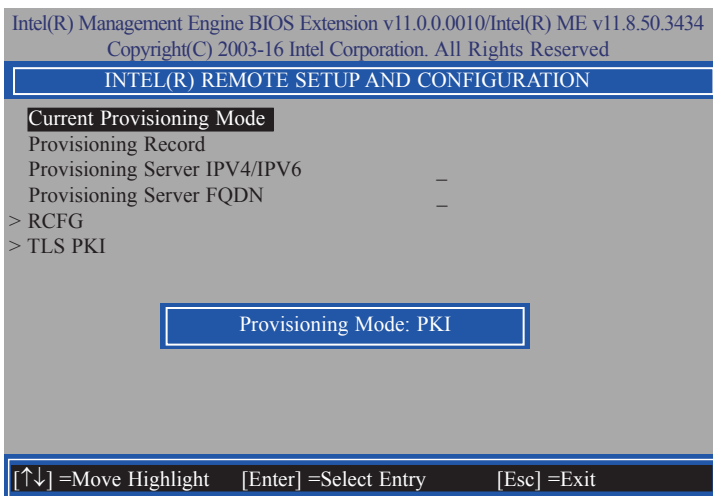 Intel(R) Management Engine BIOS Extension v11.0.0.0010/Intel(R) ME v11.8.50.3434
Copyright(C) 2003-16 Intel Corporation. All Rights Reserved
INTEL(R) REMOTE SETUP AND CONFIGURATION
Current Provisioning Mode
Provisioning Record
Provisioning Server IPV4/IPV6 _
Provisioning Server FQDN _
> RCFG
> TLS PKI
Provisioning Mode: PKI
[↑↓] =Move Highlight [Enter] =Select Entry [Esc] =Exit